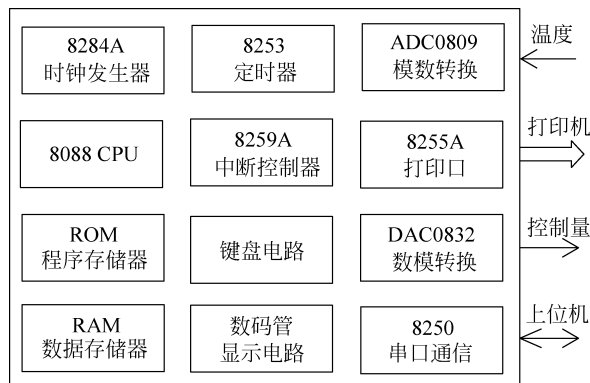 8284A
时钟发生器
8253
定时器
ADC0809
模数转换
温度
8088 CPU
8259A
中断控制器
8255A
打印口
打印机
ROM
程序存储器
键盘电路
DAC0832
数模转换
控制量
RAM
数据存储器
数码管
显示电路
8250
串口通信
上位机